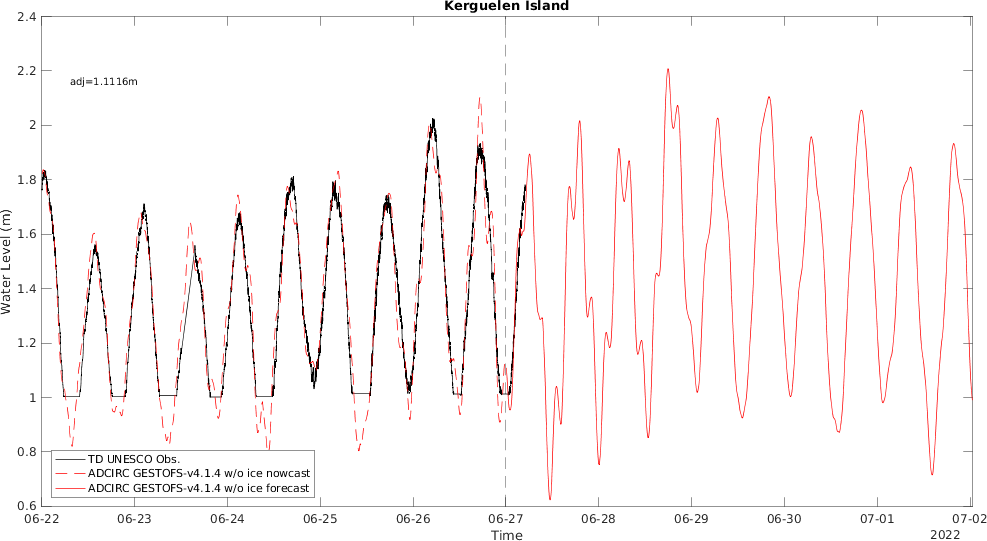 Kerguelen Island
2.4
2.2
2
1.8
1.6
1.4
1.2
1
0.8
0.6
Water Level (m)
adj=1.1116m
TD UNESCO Obs.
ADCIRC GESTOFS-v4.1.4 w/o ice nowcast
ADCIRC GESTOFS-v4.1.4 w/o ice forecast
06-22 06-23 06-24 06-25 06-26 06-27 06-28 06-29 06-30 07-01 07-02
Time
2022